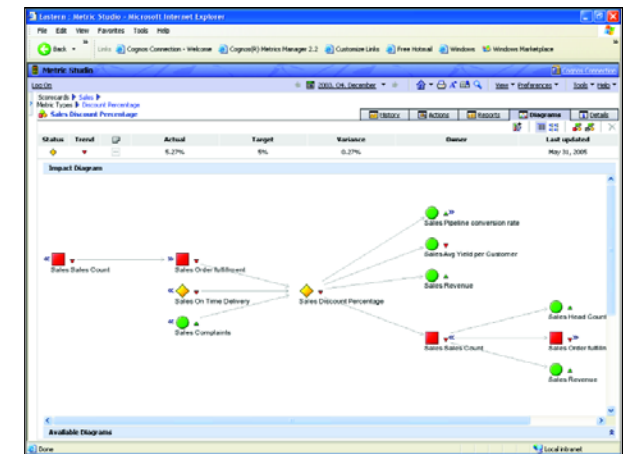 Eastern : Metric Studio - Microsoft Internet Explorer
File Edit View Favorites Tools Help
Back Links Cognos Connection - Welcome Cognos(R) Metrics Manager 2.2 Customize Links Free Hotmail Windows Windows Marketplace
Metric Studio Cognos Connection
Log On 2003, Q4, December View Preferences Tools Help
Scorecards Sales
Metric Types Discount Percentage
Sales Discount Percentage History Actions Reports Diagrams Details
Status Trend Actual Target Variance Owner Last updated
5.27% 5% 0.27% May 31, 2005
Impact Diagram
Sales Pipeline conversion rate
Sales Avg Yield per Customer
Sales Sales Count Sales Order fulfillment
Sales Revenue
Sales On Time Delivery Sales Discount Percentage
Sales Head Count
Sales Complaints
Sales Sales Count Sales Order fulfillm
Sales Revenue
Available Diagrams
Done Local intranet